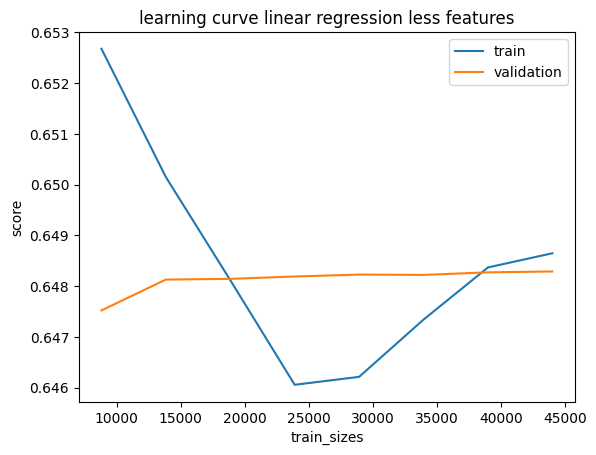 learning curve linear regression less features
train
validation
0.653
0.652
0.651
0.650
0.649
0.648
0.647
0.646
score
10000 15000 20000 25000 30000 35000 40000 45000
train_sizes